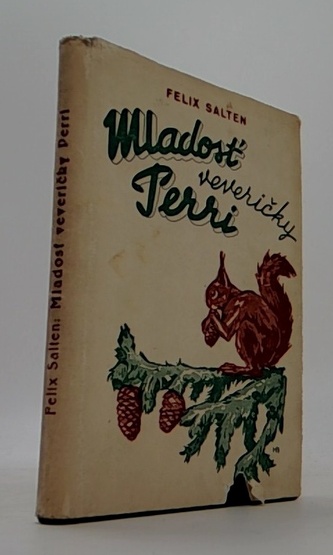 FELIX SALTEN
Mladosť
veveričky
Perri
Felix Salten: Mladosť veveričky Perri